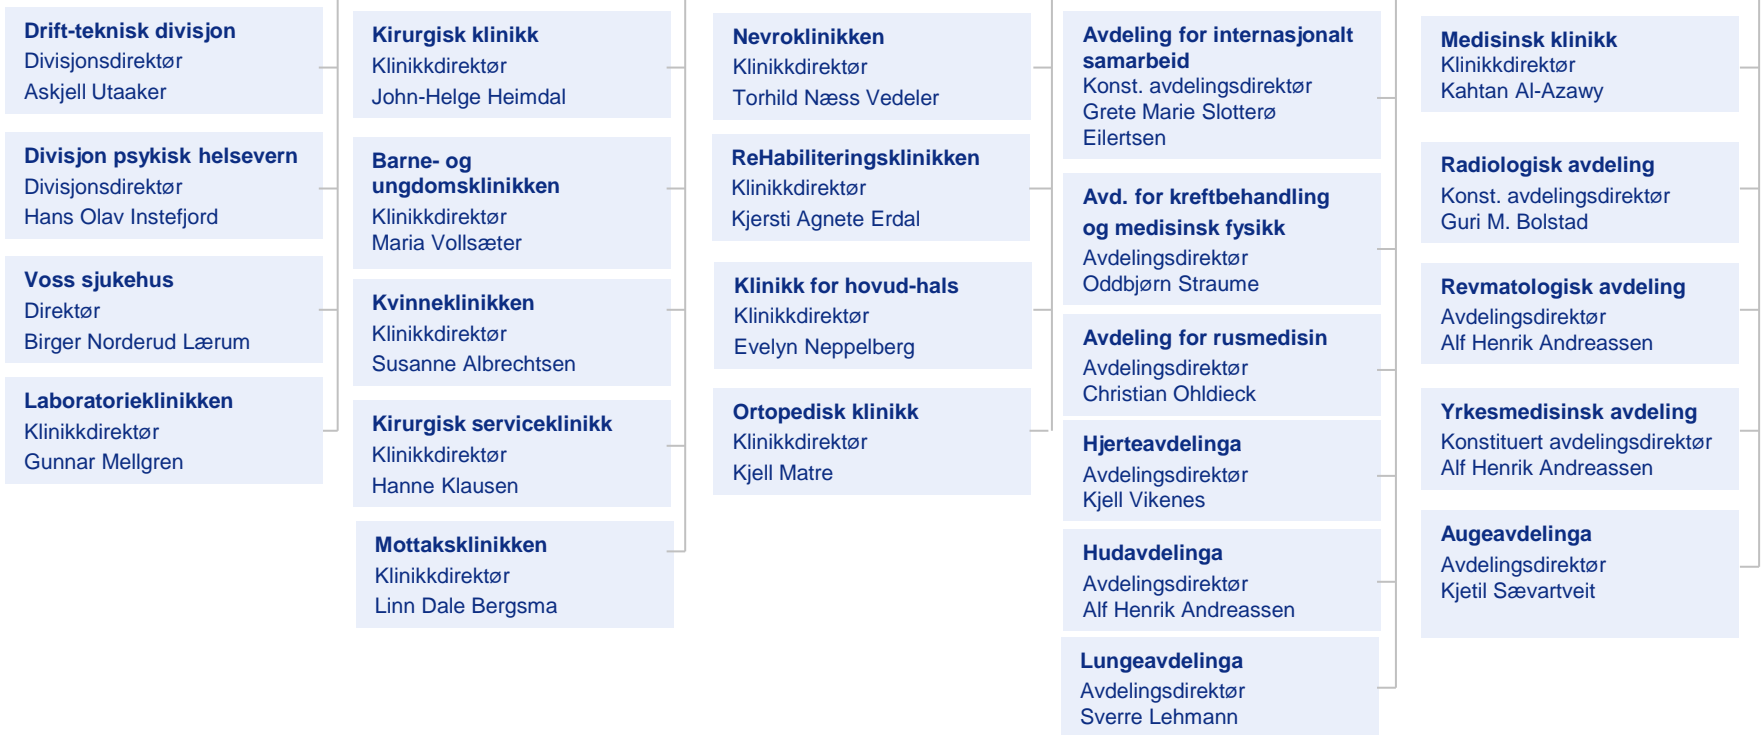 Drift-teknisk divisjon
Divisjonsdirektør
Askjell Utaaker
Divisjon psykisk helsevern
Divisjonsdirektør
Hans Olav Instefjord
Voss sjukehus
Direktør
Birger Norderud Lærum
Laboratorieklinikken
Klinikkdirektør
Gunnar Mellgren
Kirurgisk klinikk
Klinikkdirektør
John-Helge Heimdal
Barne- og
ungdomsklinikken
Klinikkdirektør
Maria Vollsæter
Kvinneklinikken
Klinikkdirektør
Susanne Albrechtsen
Kirurgisk serviceklinikk
Klinikkdirektør
Hanne Klausen
Mottaksklinikken
Klinikkdirektør
Linn Dale Bergsma
Nevroklinikken
Klinikkdirektør
Torhild Næss Vedeler
ReHabiliteringsklinikken
Klinikkdirektør
Kjersti Agnete Erdal
Klinikk for hovud-hals
Klinikkdirektør
Evelyn Neppelberg
Ortopedisk klinikk
Klinikkdirektør
Kjell Matre
Avdeling for internasjonalt
samarbeid
Konst. avdelingsdirektør
Grete Marie Slotterø
Eilertsen
Avd. for kreftbehandling
og medisinsk fysikk
Avdelingsdirektør
Oddbjørn Straume
Avdeling for rusmedisin
Avdelingsdirektør
Christian Ohldieck
Hjerteavdelinga
Avdelingsdirektør
Kjell Vikenes
Hudavdelinga
Avdelingsdirektør
Alf Henrik Andreassen
Lungeavdelinga
Avdelingsdirektør
Sverre Lehmann
Medisinsk klinikk
Klinikkdirektør
Kahtan Al-Azawy
Radiologisk avdeling
Konst. avdelingsdirektør
Guri M. Bolstad
Revmatologisk avdeling
Avdelingsdirektør
Alf Henrik Andreassen
Yrkesmedisinsk avdeling
Konstituert avdelingsdirektør
Alf Henrik Andreassen
Augeavdelinga
Avdelingsdirektør
Kjetil Sævartveit